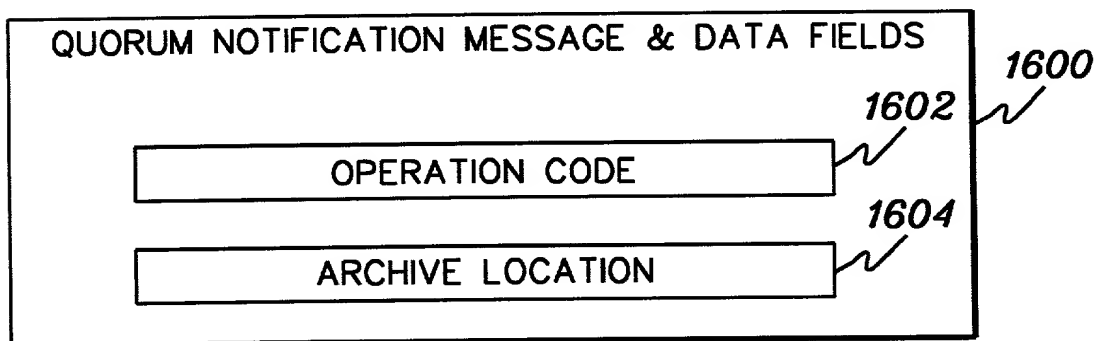 QUORUM NOTIFICATION MESSAGE & DATA FIELDS
1600
1602
OPERATION CODE
1604
ARCHIVE LOCATION